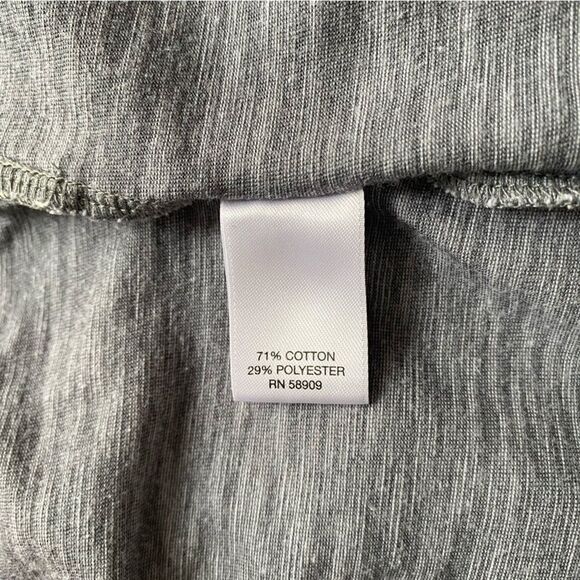 71% COTTON
29% POLYESTER
RN 58909